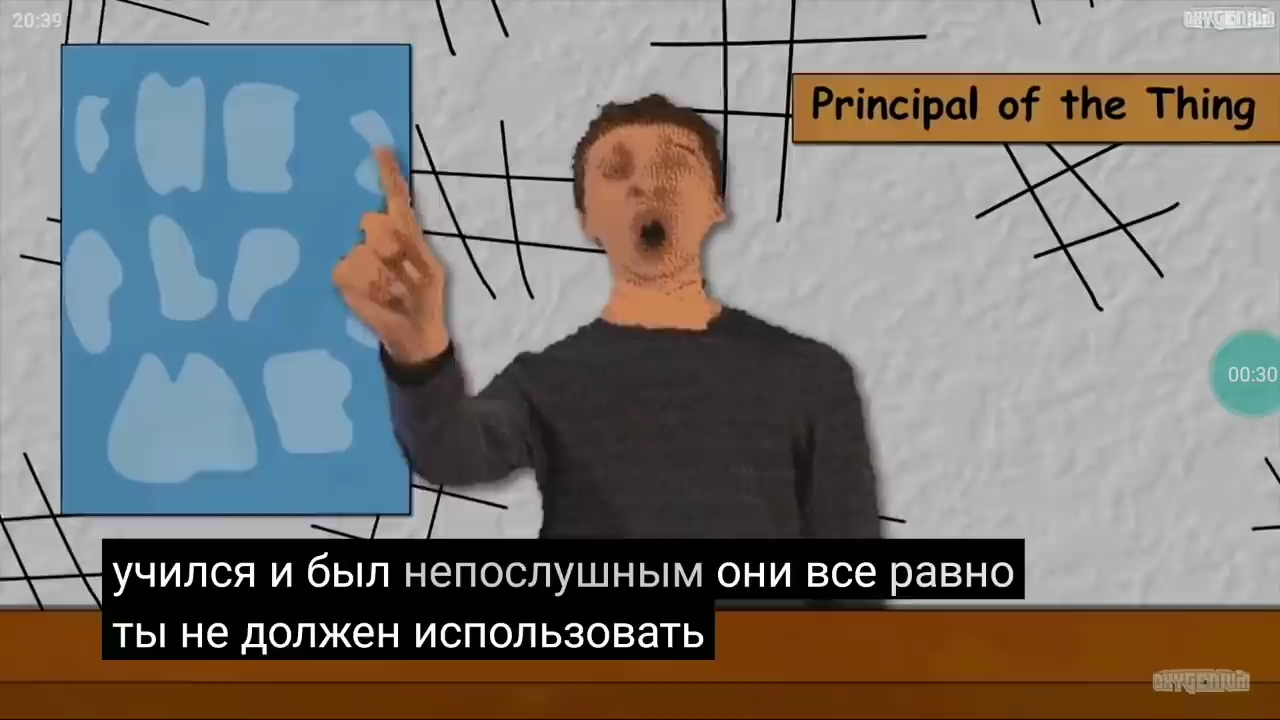 20:39
OXYGENIUM
Principal of the Thing
00:30
учился и был непослушным они все равно
ты не должен использовать
OXYGENIUM